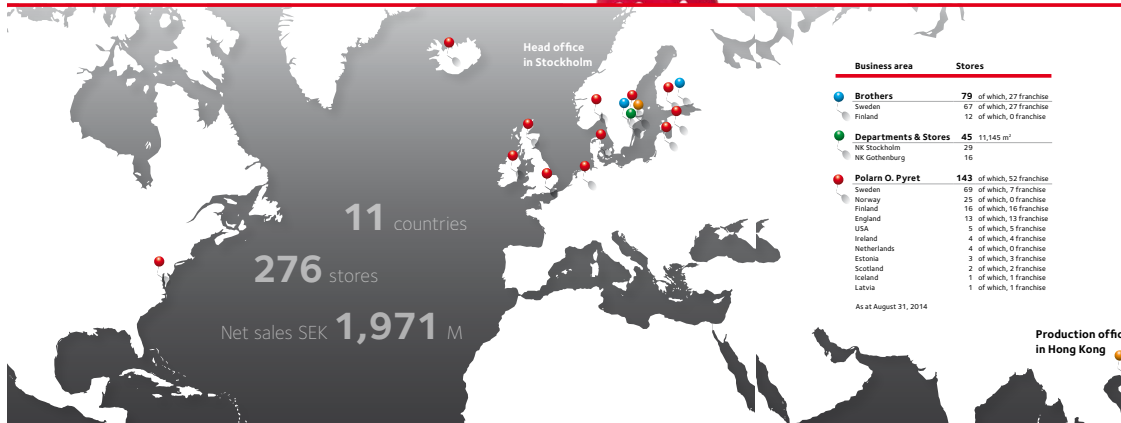 Head office
in Stockholm
11 countries
276 stores
Net sales SEK 1,971 M
Business area Stores
Brothers 79 of which, 27 franchise
Sweden 67 of which, 27 franchise
Finland 12 of which, 0 franchise
Departments & Stores 45 11,145 m²
NK Stockholm 29
NK Gothenburg 16
Polarn O. Pyret 143 of which, 52 franchise
Sweden 69 of which, 7 franchise
Norway 25 of which, 0 franchise
Finland 16 of which, 16 franchise
England 13 of which, 13 franchise
USA 5 of which, 5 franchise
Ireland 4 of which, 4 franchise
Netherlands 4 of which, 0 franchise
Estonia 3 of which, 3 franchise
Scotland 2 of which, 2 franchise
Iceland 1 of which, 1 franchise
Latvia 1 of which, 1 franchise
As at August 31, 2014
Production offic
in Hong Kong